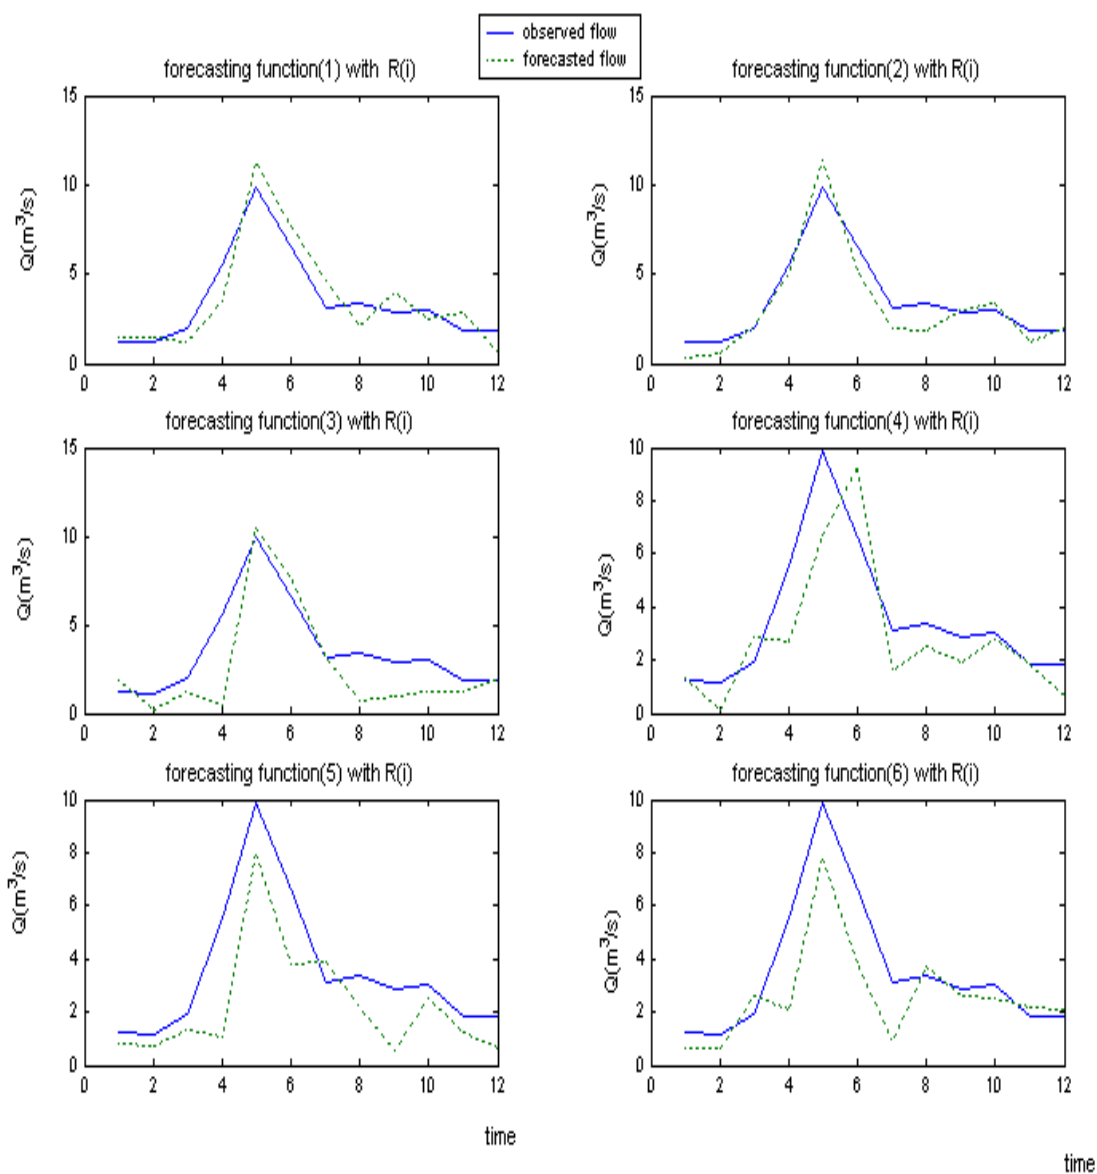 observed flow
forecasted flow
forecasting function(1) with R(i)
15
10
5
0
Q(m³/s)
0 2 4 6 8 10 12
forecasting function(2) with R(i)
15
10
5
0
Q(m³/s)
0 2 4 6 8 10 12
forecasting function(3) with R(i)
15
10
5
0
Q(m³/s)
0 2 4 6 8 10 12
forecasting function(4) with R(i)
10
8
6
4
2
0
Q(m³/s)
0 2 4 6 8 10 12
forecasting function(5) with R(i)
10
8
6
4
2
0
Q(m³/s)
0 2 4 6 8 10 12
time
forecasting function(6) with R(i)
10
8
6
4
2
0
Q(m³/s)
0 2 4 6 8 10 12
time